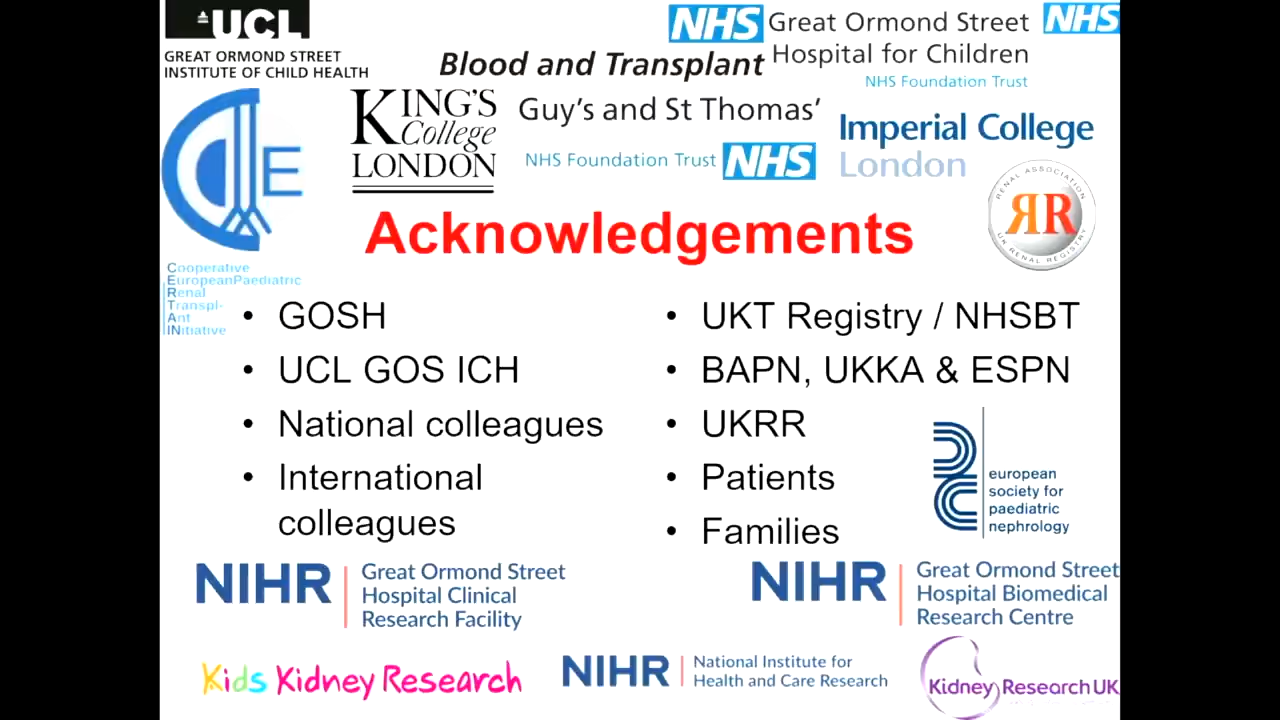 UCL
GREAT ORMOND STREET
INSTITUTE OF CHILD HEALTH
NHS
Blood and Transplant
Great Ormond Street
Hospital for Children
NHS Foundation Trust
NHS
KING'S
College
LONDON
Guy's and St Thomas'
NHS Foundation Trust
NHS
Imperial College
London
RENAL ASSOCIATION
RR
UK RENAL REGISTRY
Cooperative
EuropeanPaediatric
Renal
Transpl-
Ant
INitiative
Acknowledgements
• GOSH
• UCL GOS ICH
• National colleagues
• International
colleagues
• UKT Registry / NHSBT
• BAPN, UKKA & ESPN
• UKRR
• Patients
• Families
european
society for
paediatric
nephrology
NIHR
Great Ormond Street
Hospital Clinical
Research Facility
NIHR
Great Ormond Street
Hospital Biomedical
Research Centre
Kids Kidney Research
NIHR
National Institute for
Health and Care Research
Kidney Research UK